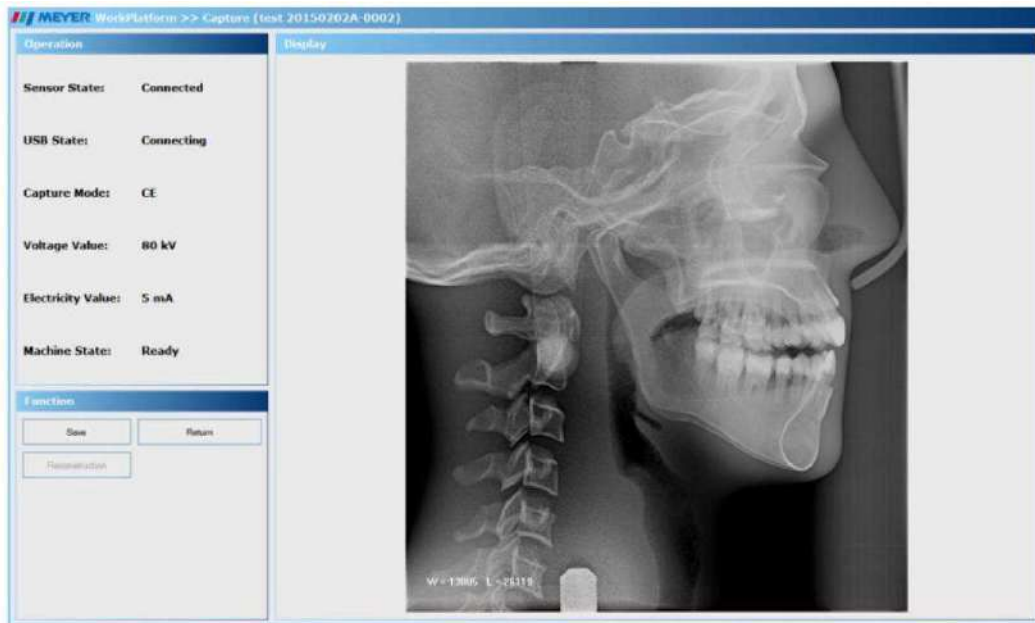 MEYER WorkPlatform >> Capture (test 20150202A-0002)
Operation
Sensor State: Connected
USB State: Connecting
Capture Mode: CE
Voltage Value: 80 kV
Electricity Value: 5 mA
Machine State: Ready
Function
Save Return
Reconstruction
Display